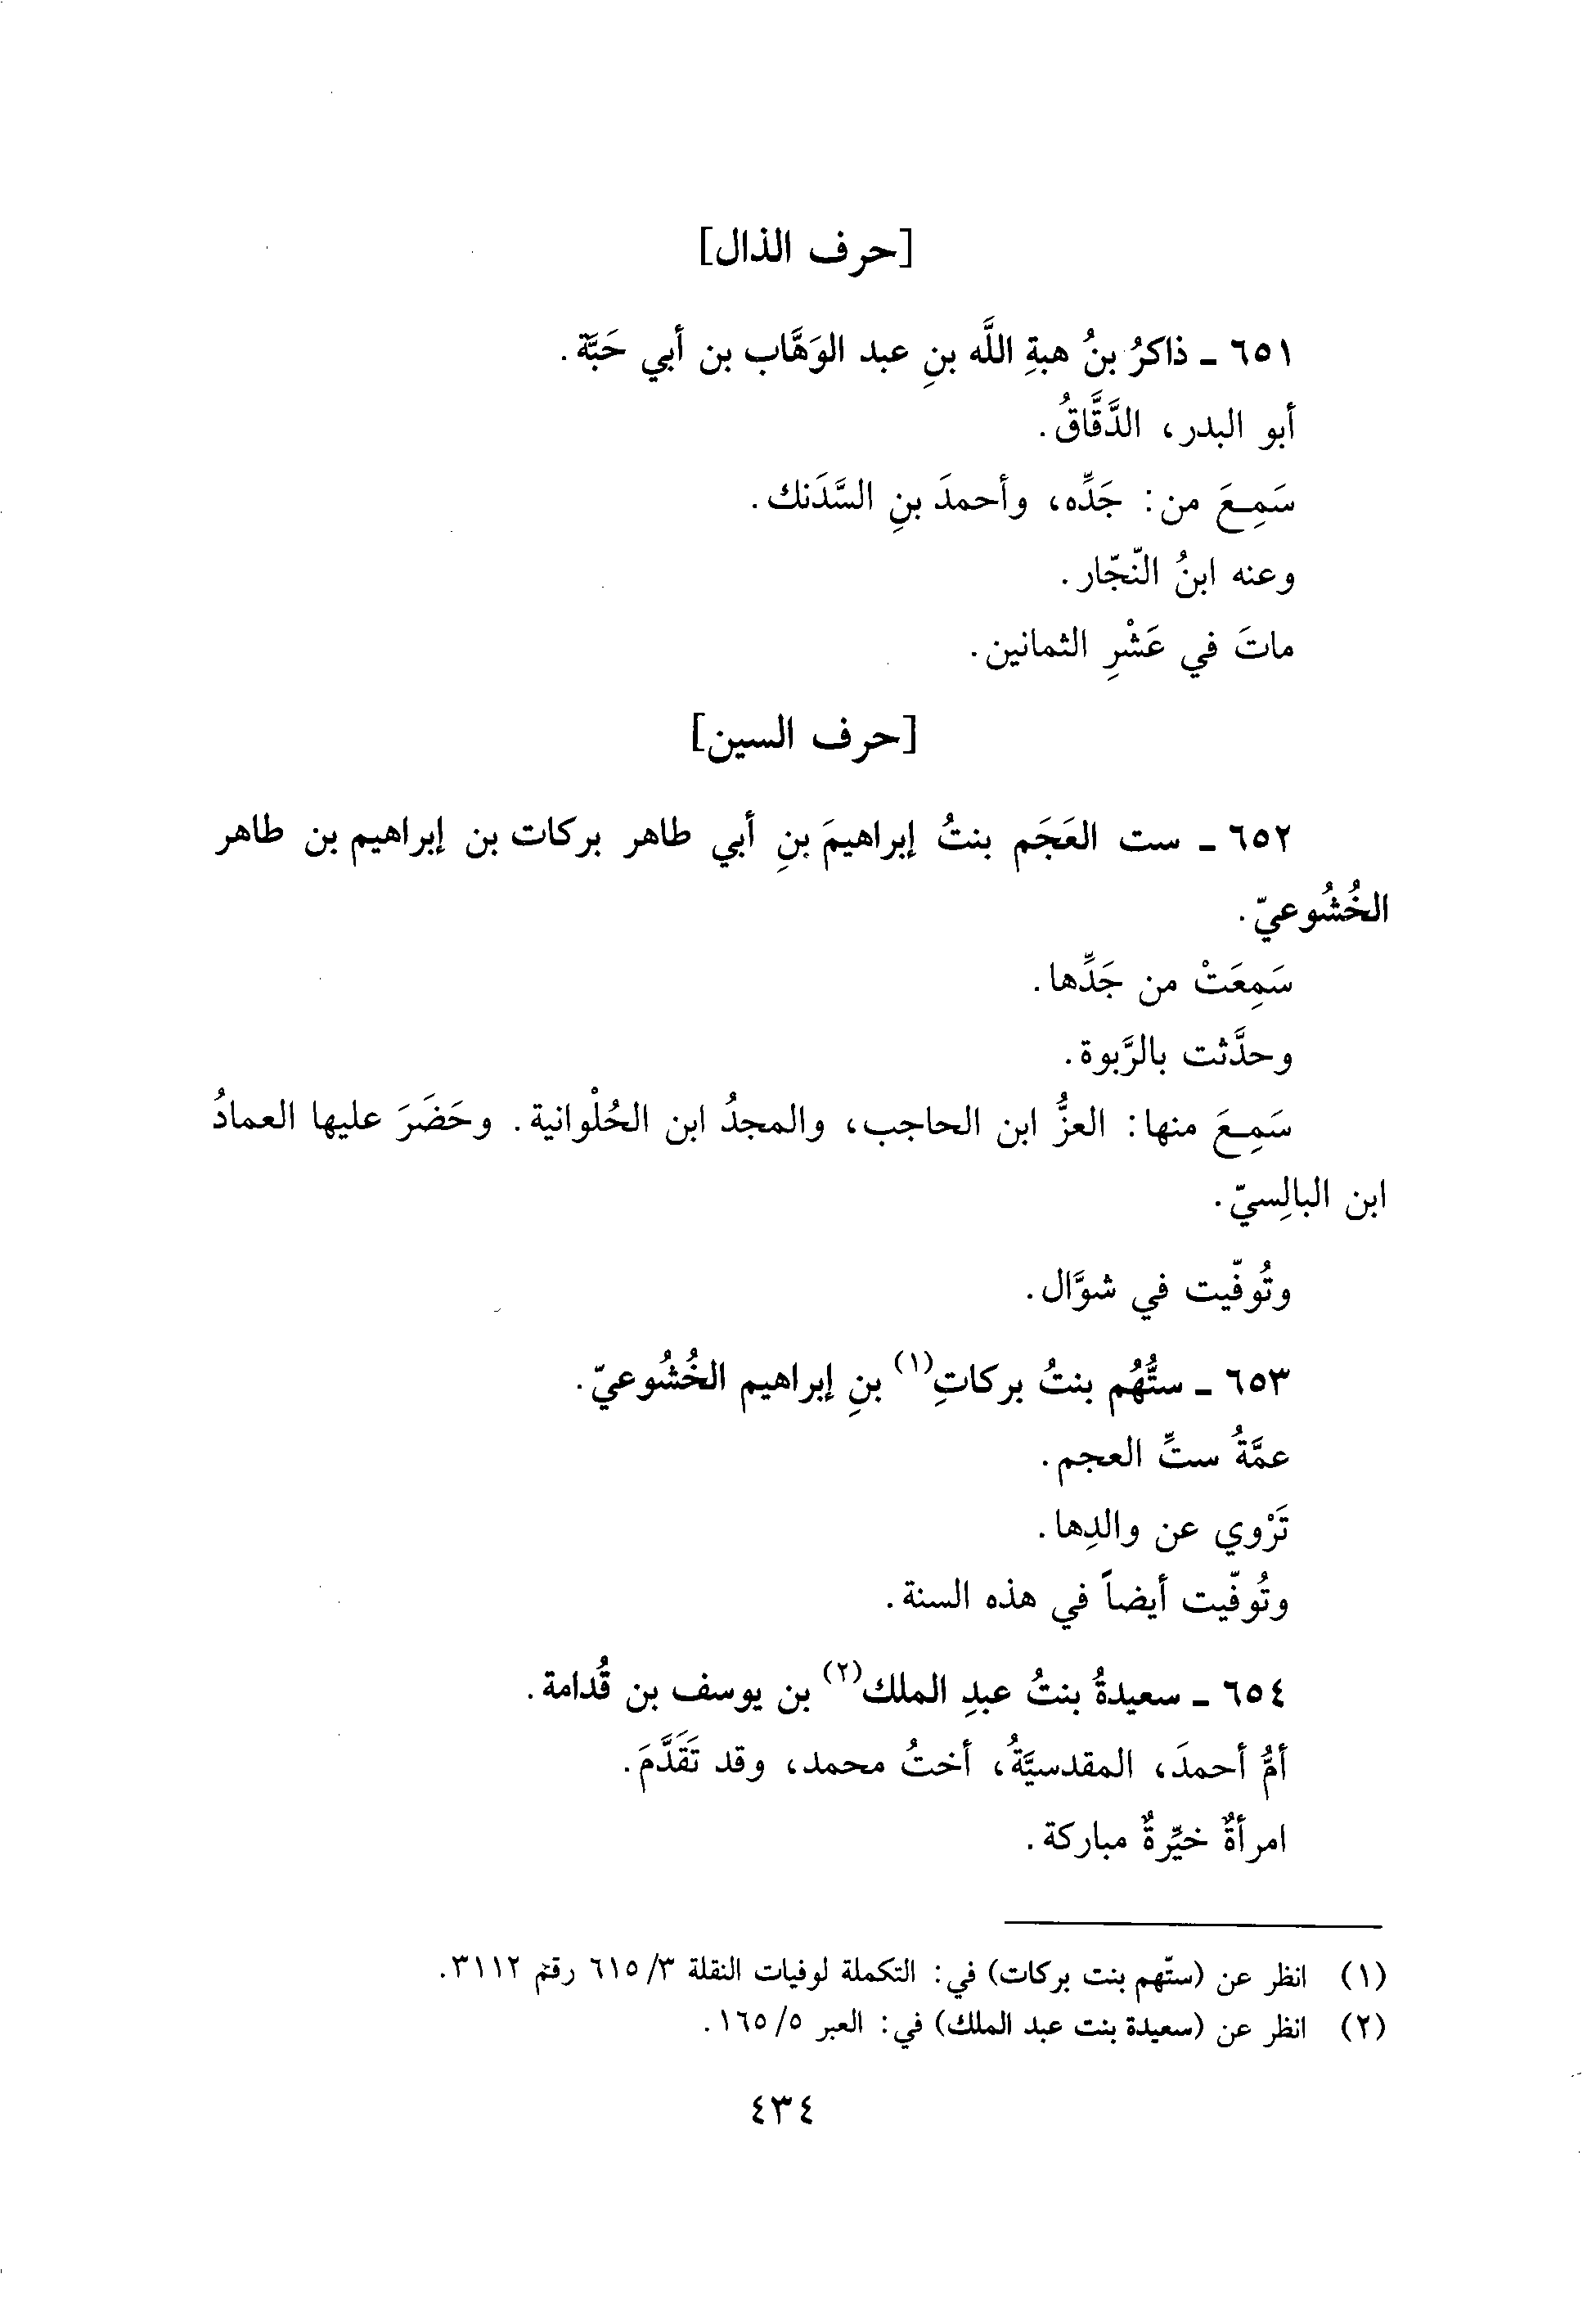 [حرف الذال]
٦٥١ ـ ذاكرُ بنُ هبةِ اللَّه بنِ عبد الوَهَّاب بن أبي حَبَّة.
أبو البدر، الدَّقَّاقُ.
سَمِـعَ من: جَدِّه، وأحمدَ بنِ السَّدَنك.
وعنه ابنُ النّجّار.
ماتَ في عَشْرِ الثمانين.
[حرف السين]
٦٥٢ ـ ست العَجَم بنتُ إبراهيمَ بنِ أبي طاهر بركات بن إبراهيم بن طاهر
الخُشُوعيّ.
سَمِعَتْ من جَدِّها.
وحدَّثت بالرَّبوة.
سَمِـعَ منها: العزُّ ابن الحاجب، والمجدُ ابن الحُلْوانية. وحَضَرَ عليها العمادُ
ابن البالِسيّ.
وتُوفّيت في شوَّال.
٦٥٣ ـ ستُّهُم بنتُ بركاتِ(١) بنِ إبراهيم الخُشُوعيّ.
عمَّةُ ستِّ العجم.
تَرْوي عن والدِها.
وتُوفّيت أيضاً في هذه السنة.
٦٥٤ ـ سعيدةُ بنتُ عبدِ الملك(٢) بن يوسف بن قُدامة.
أمُّ أحمدَ، المقدسيَّةُ، أختُ محمد، وقد تَقَدَّمَ.
امرأةٌ خيِّرةٌ مباركة.
(١) انظر عن (ستّهم بنت بركات) في: التكملة لوفيات النقلة ٣/ ٦١٥ رقم ٣١١٢.
(٢) انظر عن (سعيدة بنت عبد الملك) في: العبر ٥/ ١٦٥.
٤٣٤